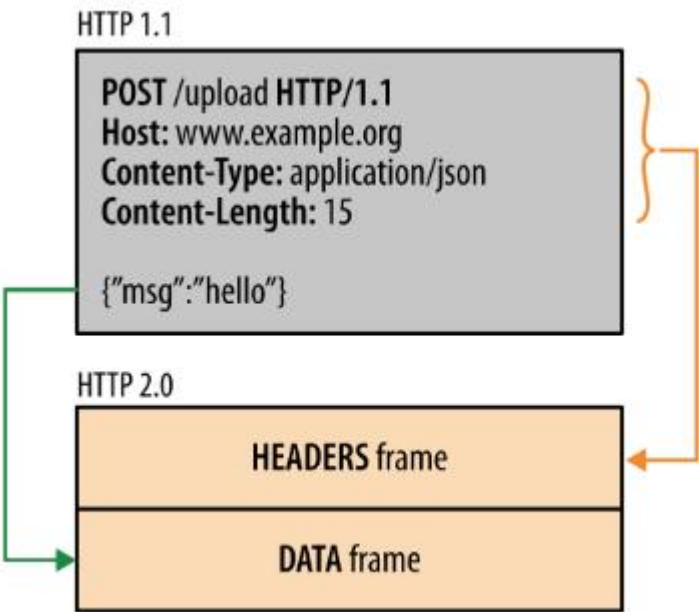 HTTP 1.1
POST /upload HTTP/1.1
Host: www.example.org
Content-Type: application/json
Content-Length: 15
{”msg”:”hello”}
HTTP 2.0
HEADERS frame
DATA frame